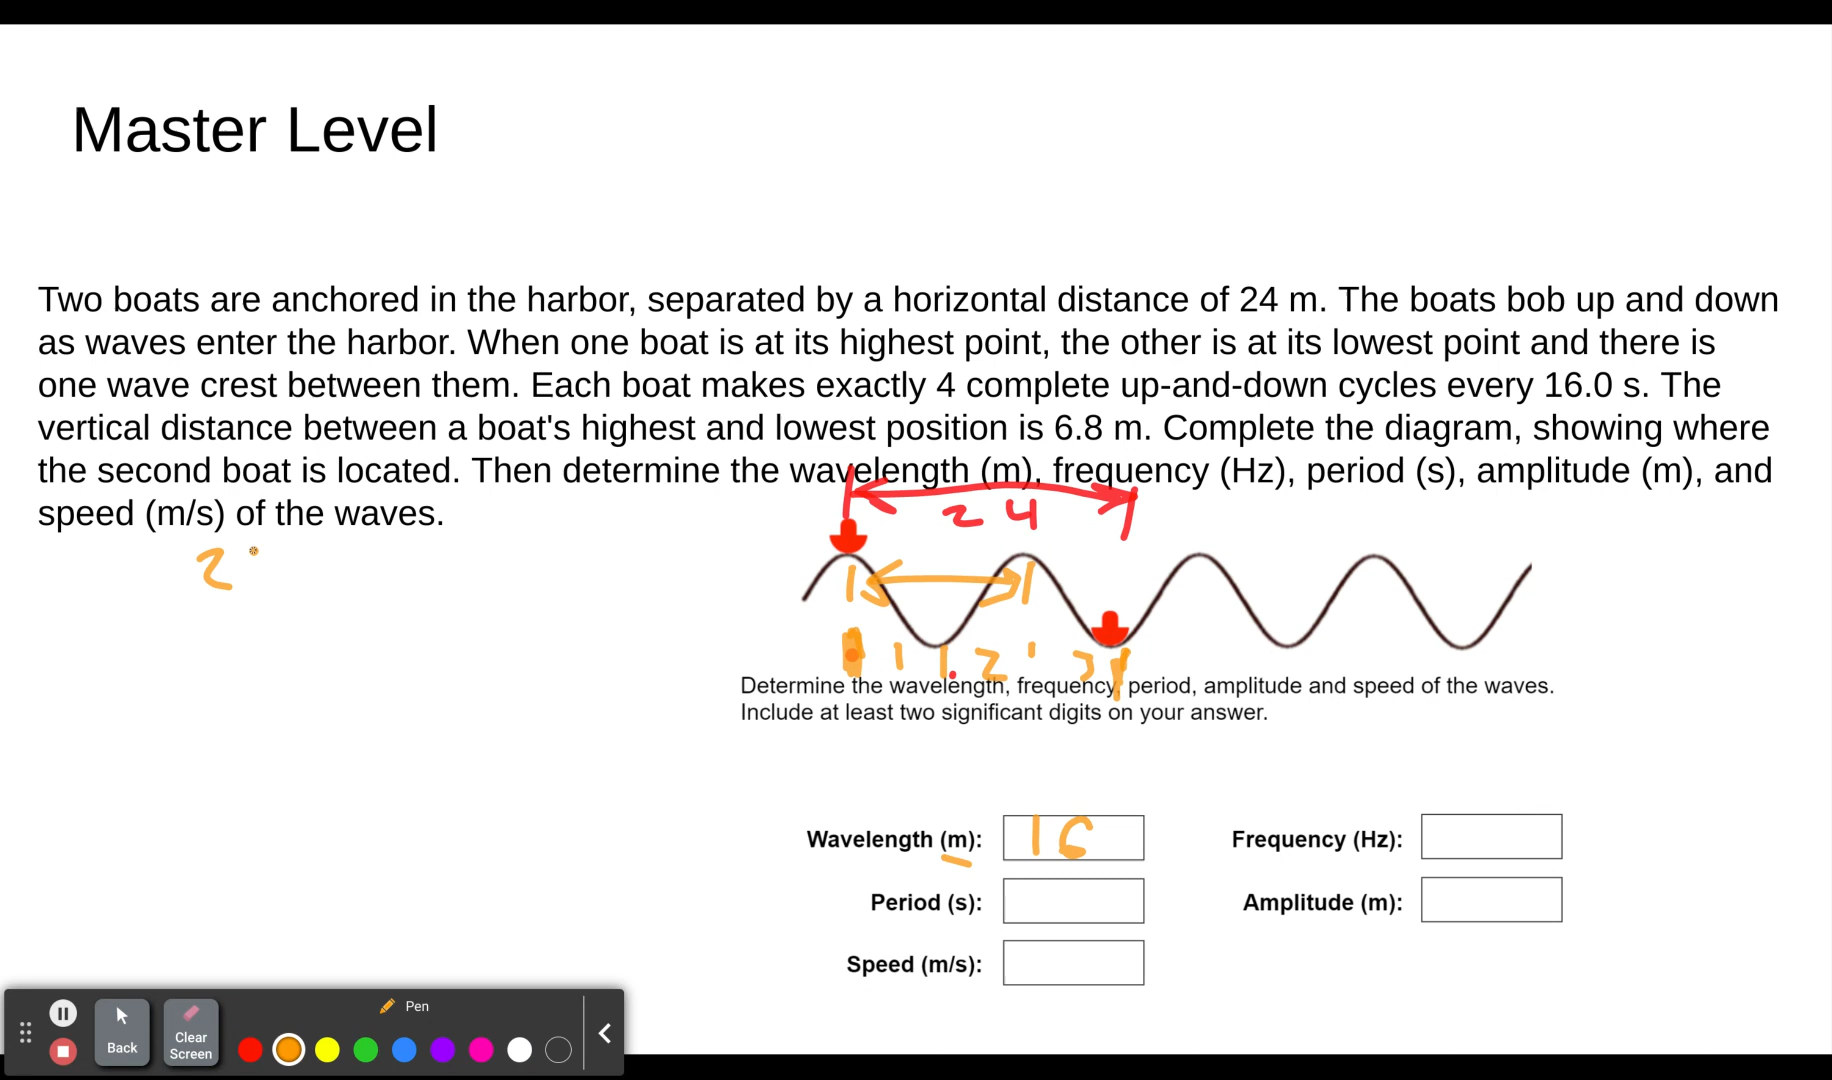 Master Level
Two boats are anchored in the harbor, separated by a horizontal distance of 24 m. The boats bob up and down
as waves enter the harbor. When one boat is at its highest point, the other is at its lowest point and there is
one wave crest between them. Each boat makes exactly 4 complete up-and-down cycles every 16.0 s. The
vertical distance between a boat's highest and lowest position is 6.8 m. Complete the diagram, showing where
the second boat is located. Then determine the wavelength (m), frequency (Hz), period (s), amplitude (m), and
speed (m/s) of the waves.
24
2
1 2 3
Determine the wavelength, frequency, period, amplitude and speed of the waves.
Include at least two significant digits on your answer.
Wavelength (m): 16 Frequency (Hz):
Period (s): Amplitude (m):
Speed (m/s):
Pen
Back
Clear
Screen